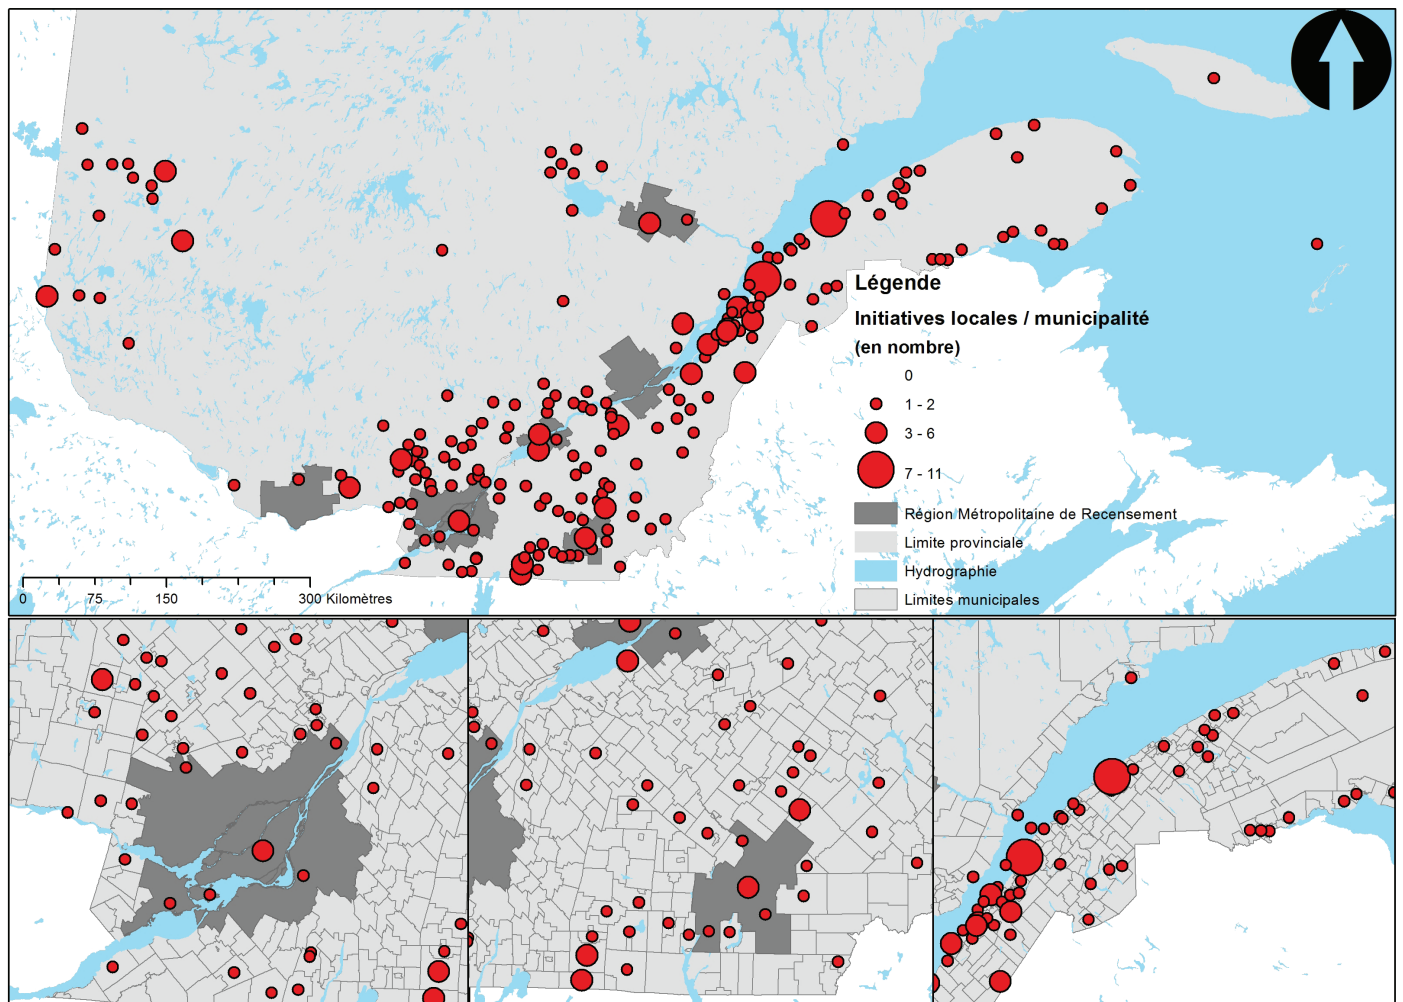 Légende
Initiatives locales / municipalité
(en nombre)
0
1 - 2
3 - 6
7 - 11
Région Métropolitaine de Recensement
Limite provinciale
Hydrographie
Limites municipales
0 75 150 300 Kilomètres